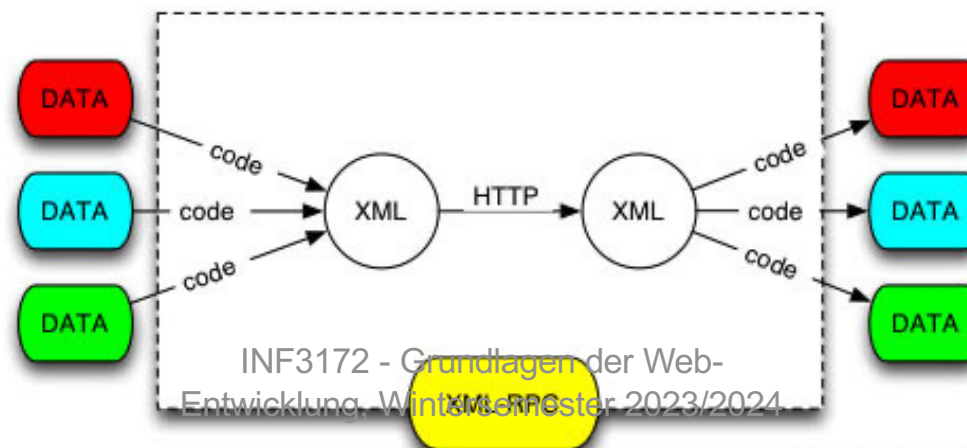 DATA
DATA
code
code
DATA
XML
HTTP
XML
code
DATA
code
code
DATA
code
DATA
DATA
INF3172 - Grundlagen der Web-
Entwicklung, Wintersemester 2023/2024
XML-RPC